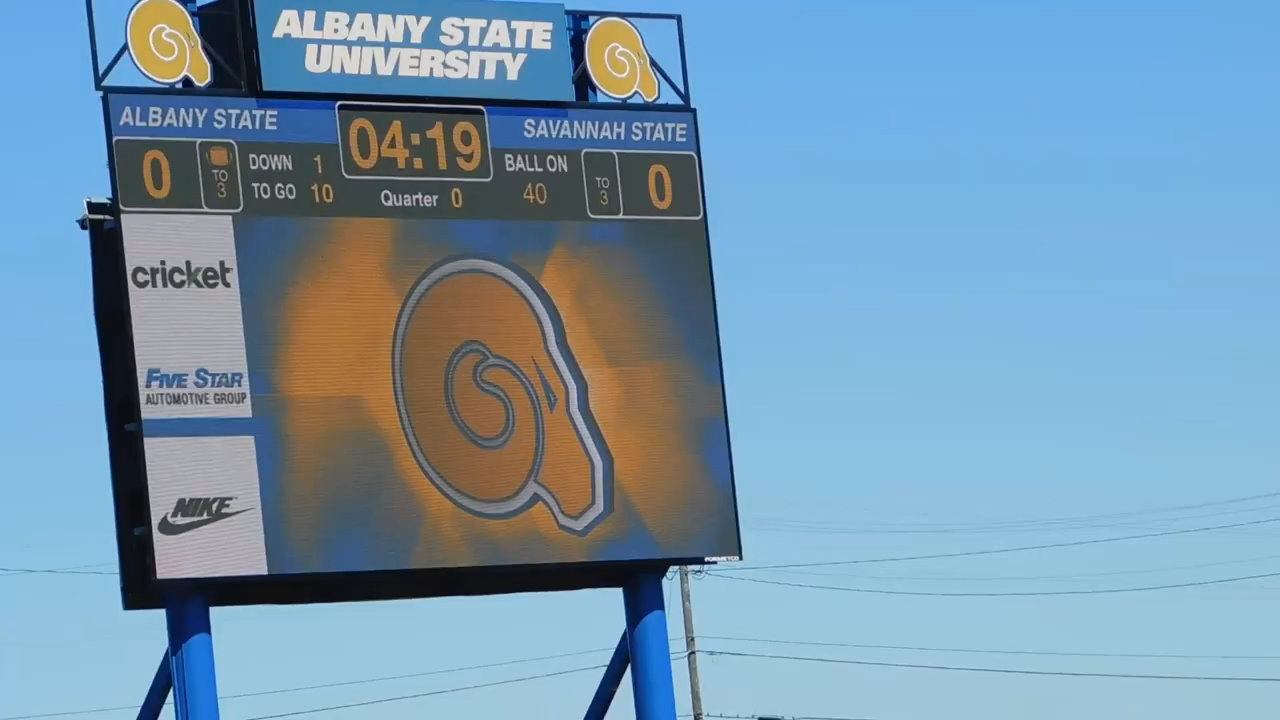 ALBANY STATE
UNIVERSITY
ALBANY STATE
04:19
SAVANNAH STATE
0
TO
3
DOWN 1
TO GO 10
Quarter 0
BALL ON
40
TO
3
0
cricket
FIVE STAR
AUTOMOTIVE GROUP
NIKE
FORMETCO